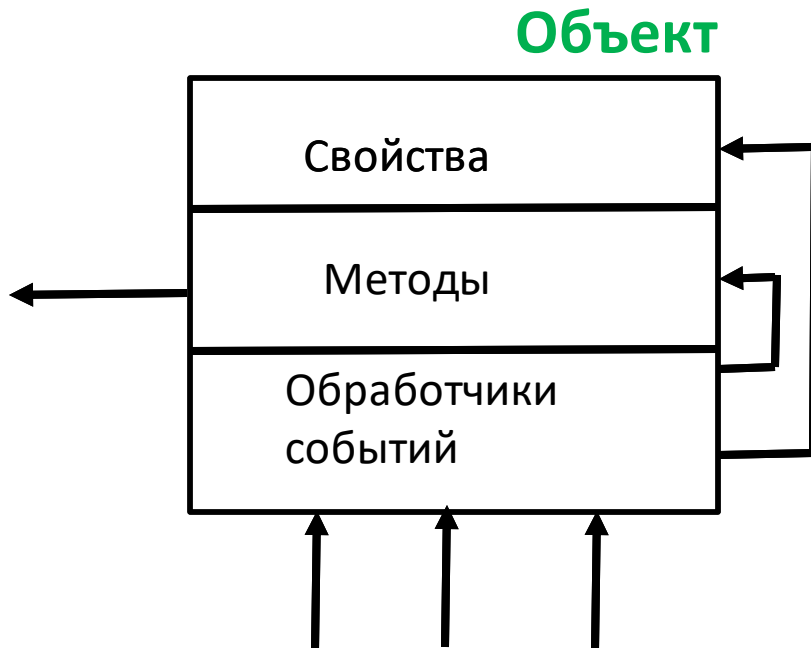 Объект
Свойства
Методы
Обработчики
событий